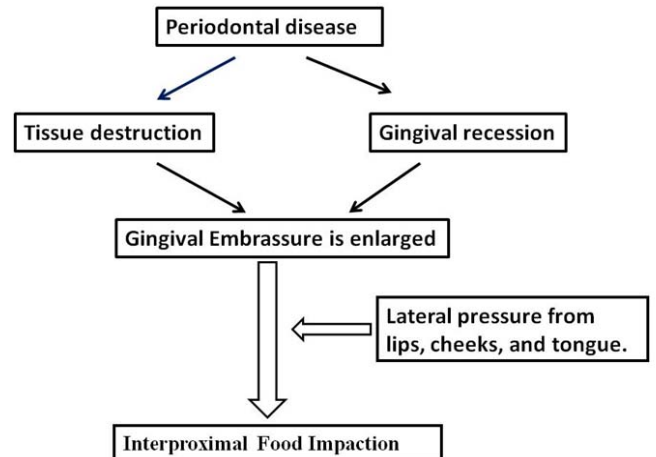 Periodontal disease
Tissue destruction
Gingival recession
Gingival Embrassure is enlarged
Lateral pressure from
lips, cheeks, and tongue.
Interproximal Food Impaction